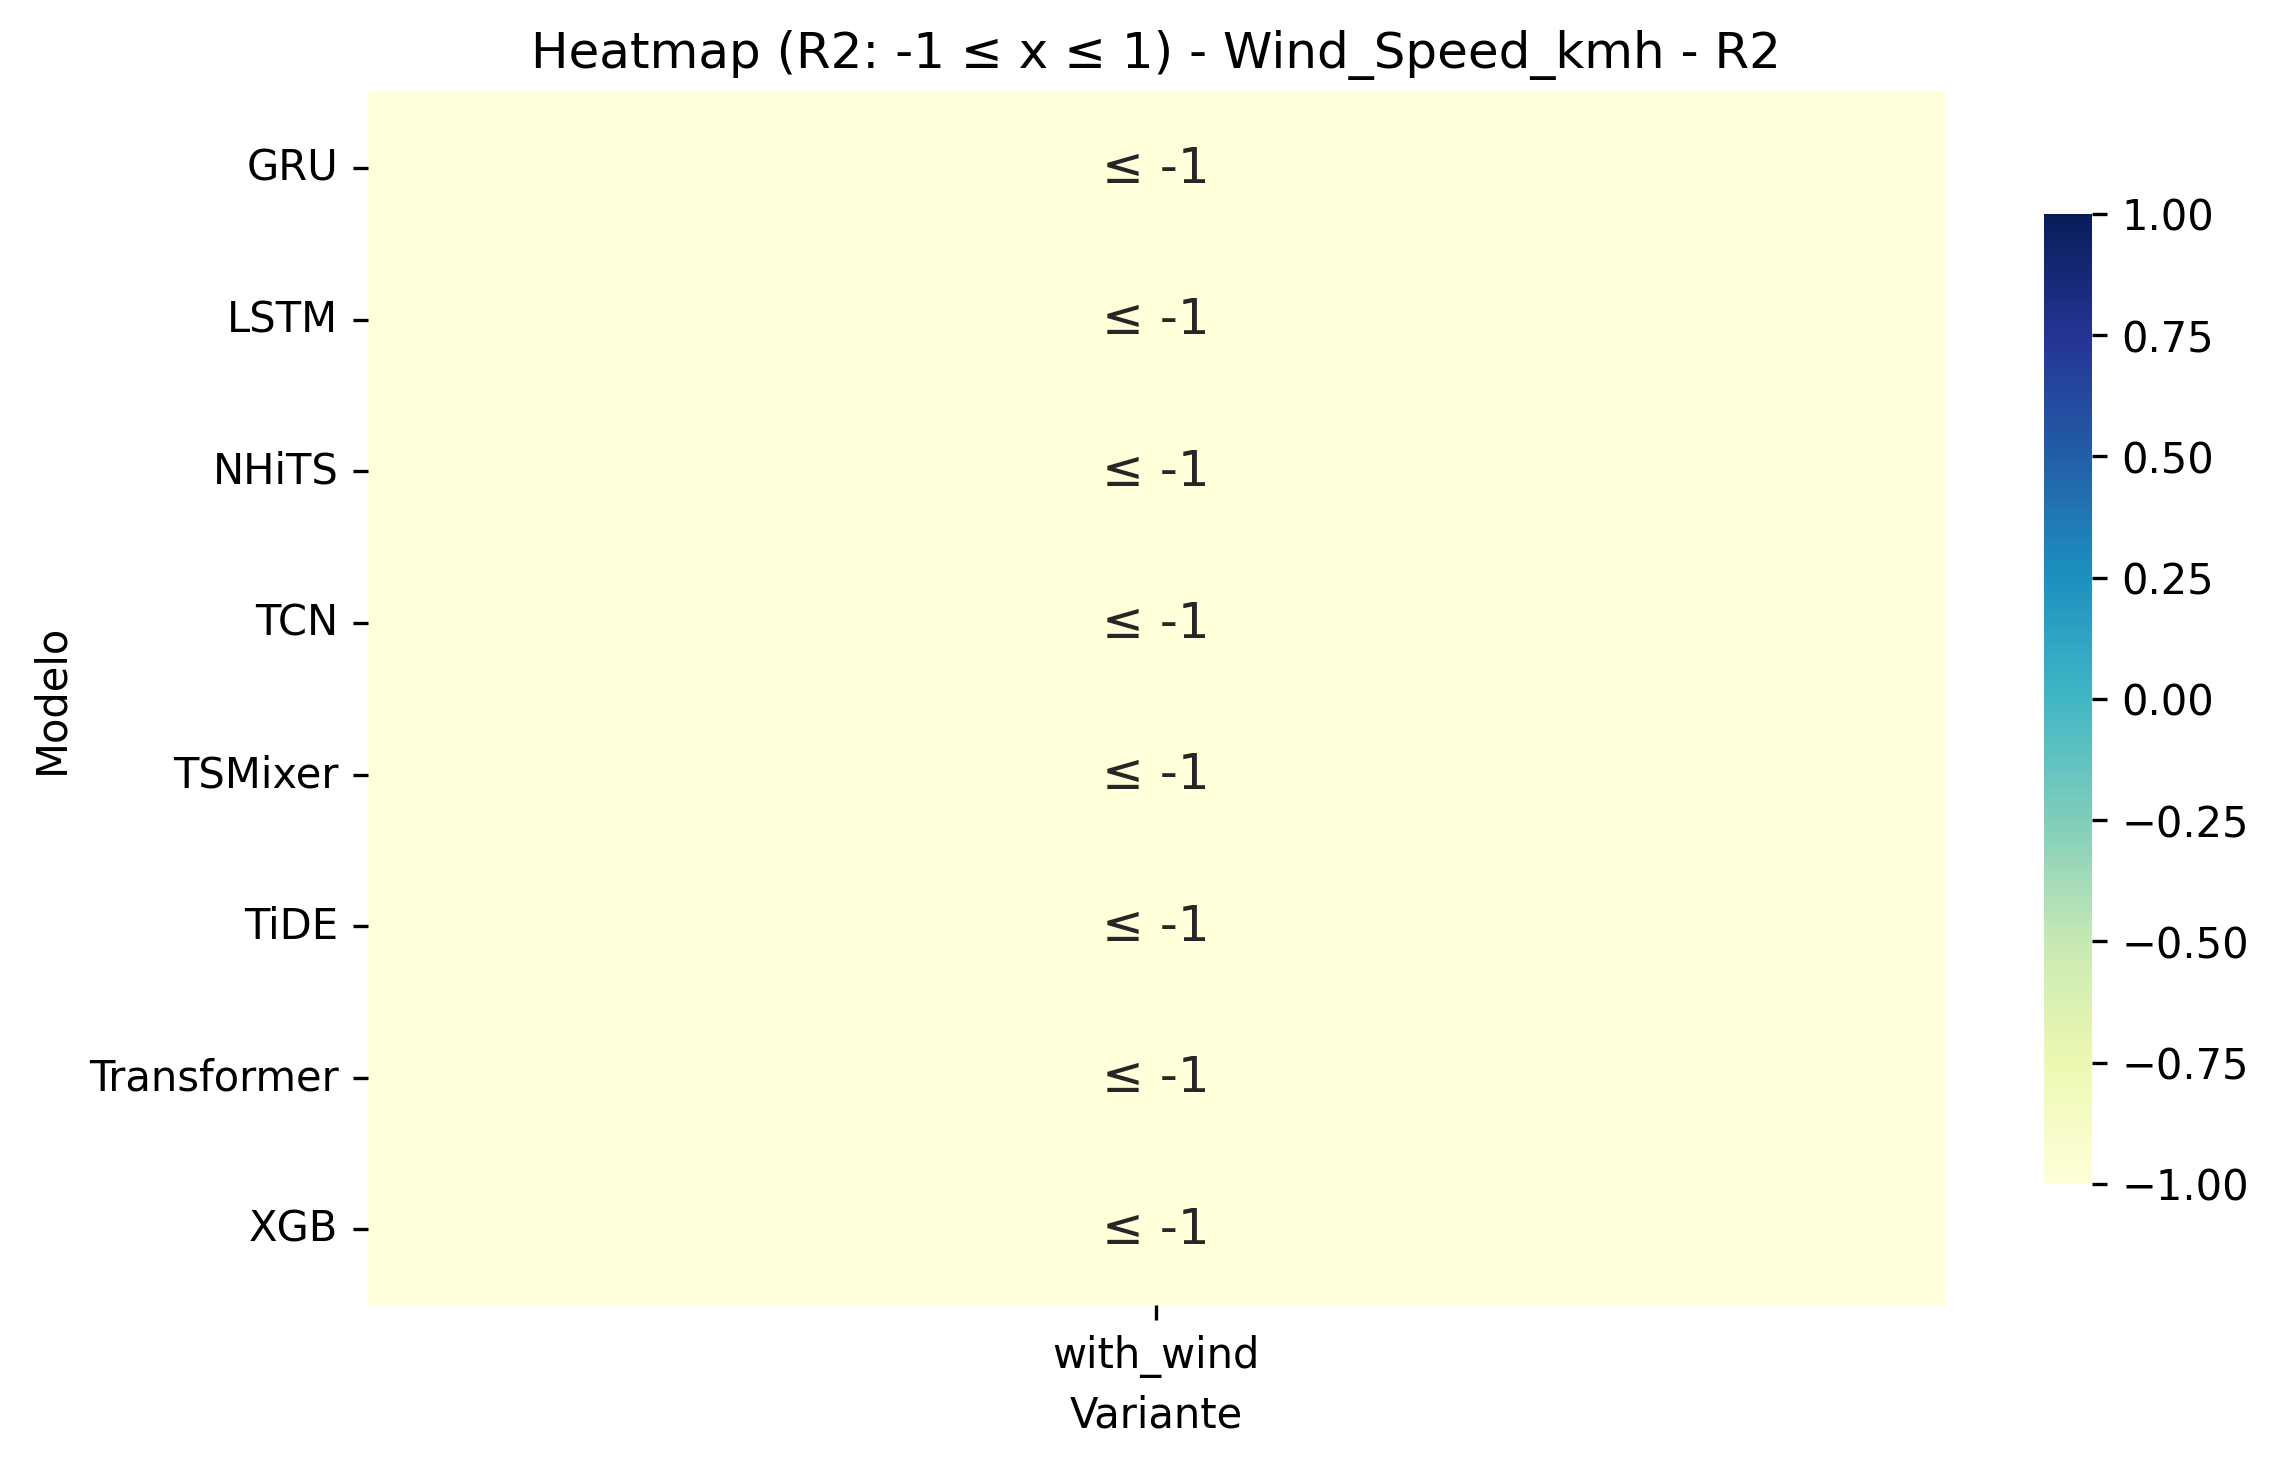 Heatmap (R2: -1 ≤ x ≤ 1) - Wind_Speed_kmh - R2
Modelo
GRU ≤ -1
LSTM ≤ -1
NHiTS ≤ -1
TCN ≤ -1
TSMixer ≤ -1
TiDE ≤ -1
Transformer ≤ -1
XGB ≤ -1
with_wind
Variante
1.00
0.75
0.50
0.25
0.00
−0.25
−0.50
−0.75
−1.00